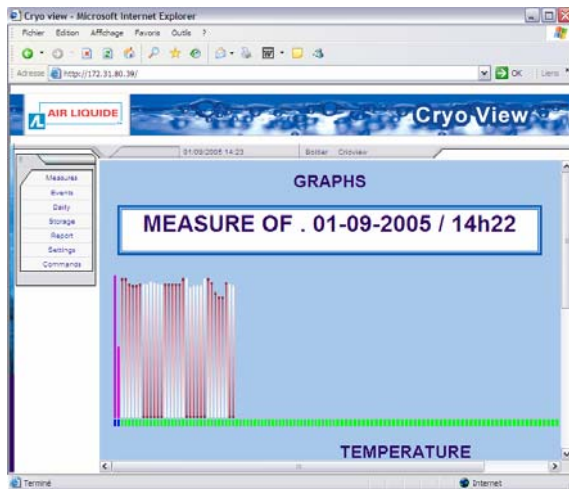 Cryo view - Microsoft Internet Explorer
Fichier Edition Affichage Favoris Outils ?
Adresse http://172.31.80.39/ OK Liens
AIR LIQUIDE
Cryo View
01/09/2005 14:23 Boitier Crioview
Measures
Events
Daily
Storage
Report
Settings
Commands
GRAPHS
MEASURE OF . 01-09-2005 / 14h22
TEMPERATURE
Terminé Internet